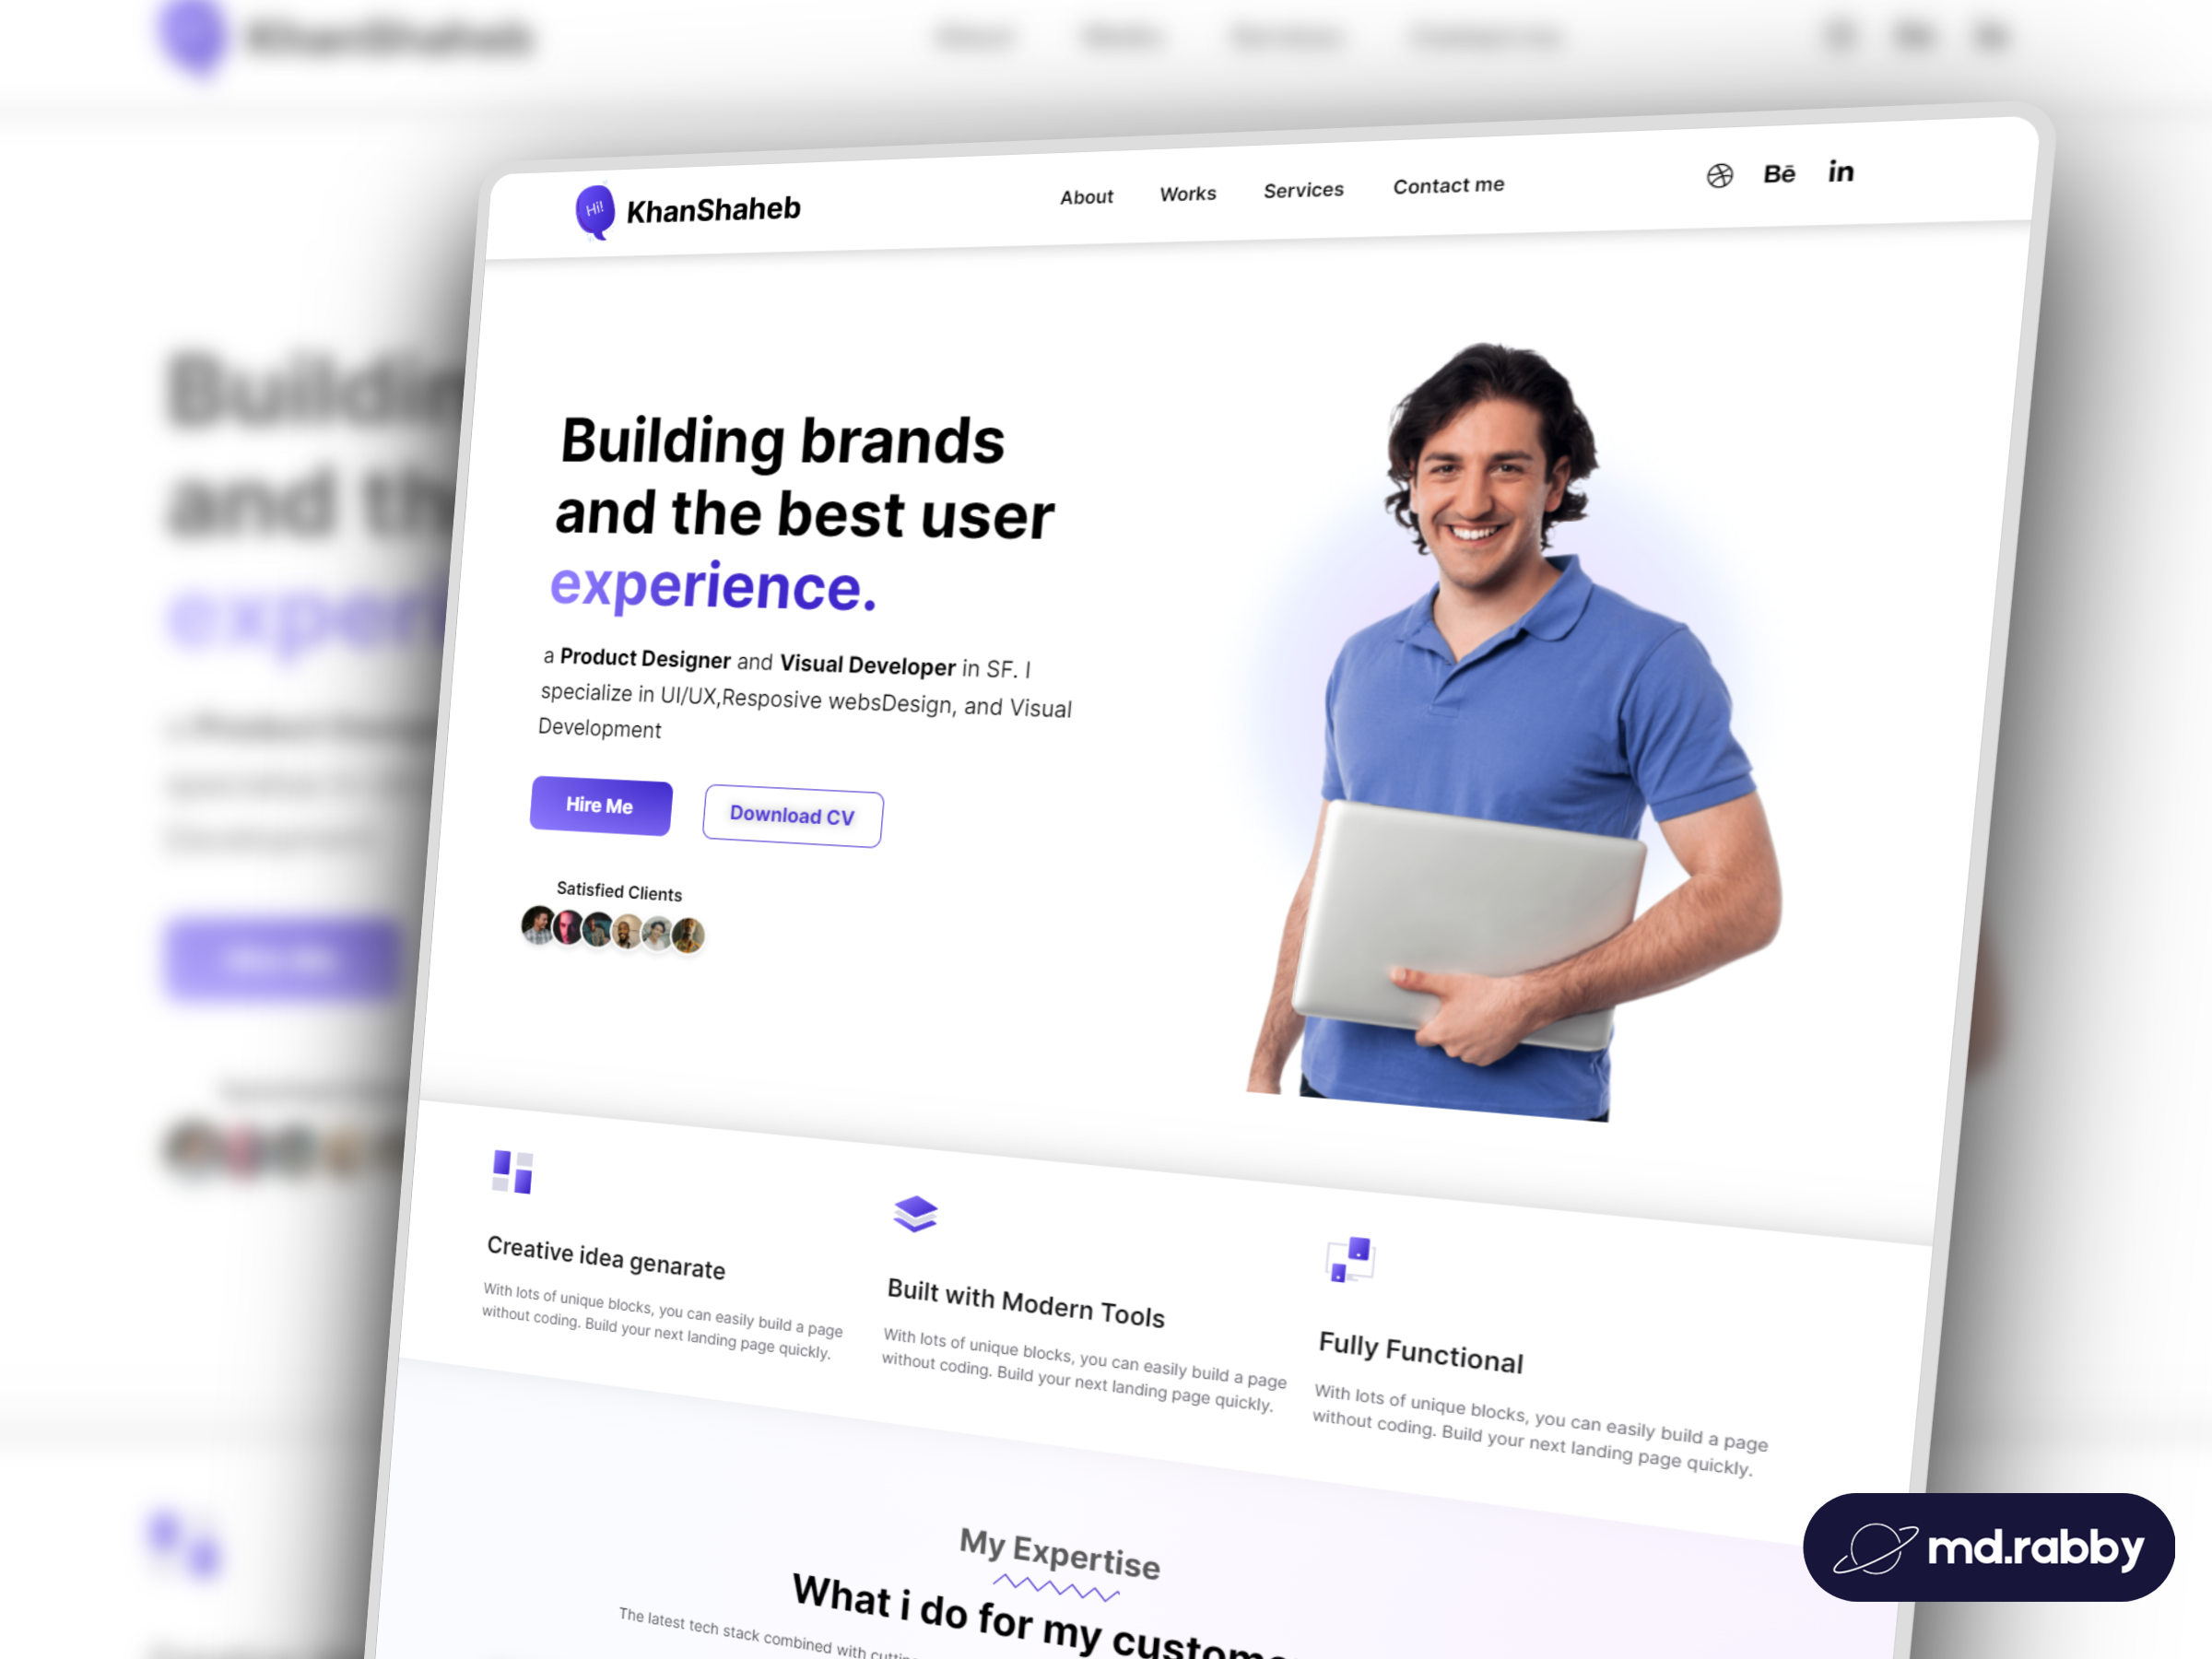 Hi!
KhanShaheb
About
Works
Services
Contact me
Bē
in
Building brands
and the best user
experience.
a Product Designer and Visual Developer in SF. I
specialize in UI/UX,Resposive websDesign, and Visual
Development
Hire Me
Download CV
Satisfied Clients
Creative idea genarate
With lots of unique blocks, you can easily build a page
without coding. Build your next landing page quickly.
Built with Modern Tools
With lots of unique blocks, you can easily build a page
without coding. Build your next landing page quickly.
Fully Functional
With lots of unique blocks, you can easily build a page
without coding. Build your next landing page quickly.
My Expertise
What i do for my
The latest tech stack combined with
md.rabby